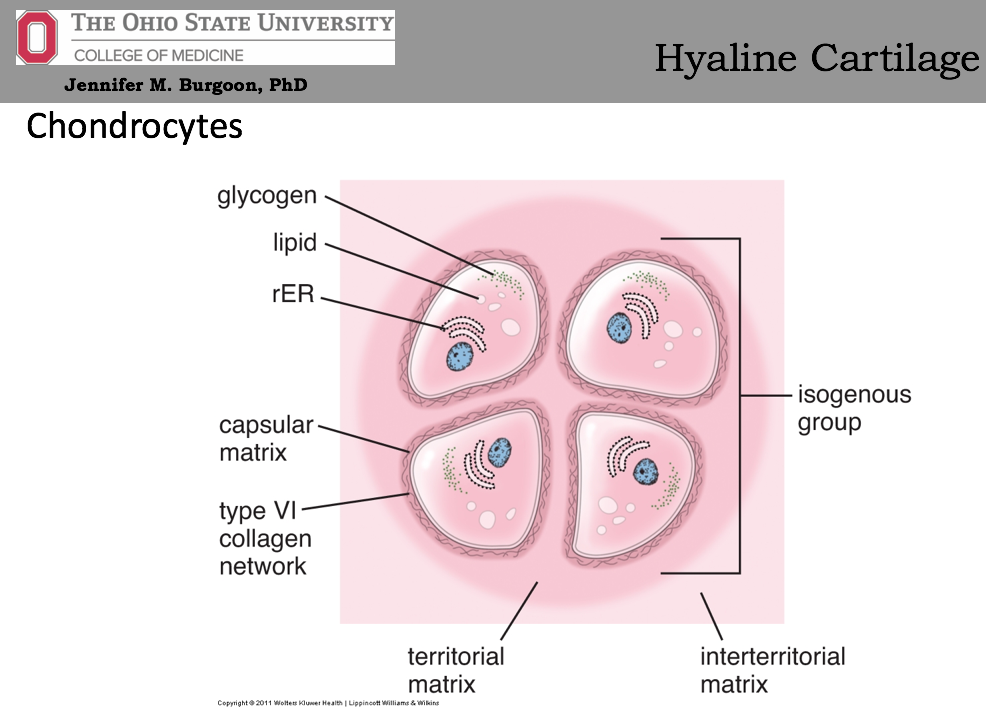 THE OHIO STATE UNIVERSITY
COLLEGE OF MEDICINE
Jennifer M. Burgoon, PhD
Hyaline Cartilage
Chondrocytes
glycogen
lipid
rER
capsular
matrix
type VI
collagen
network
isogenous
group
territorial
matrix
interterritorial
matrix
Copyright © 2011 Wolters Kluwer Health | Lippincott Williams & Wilkins